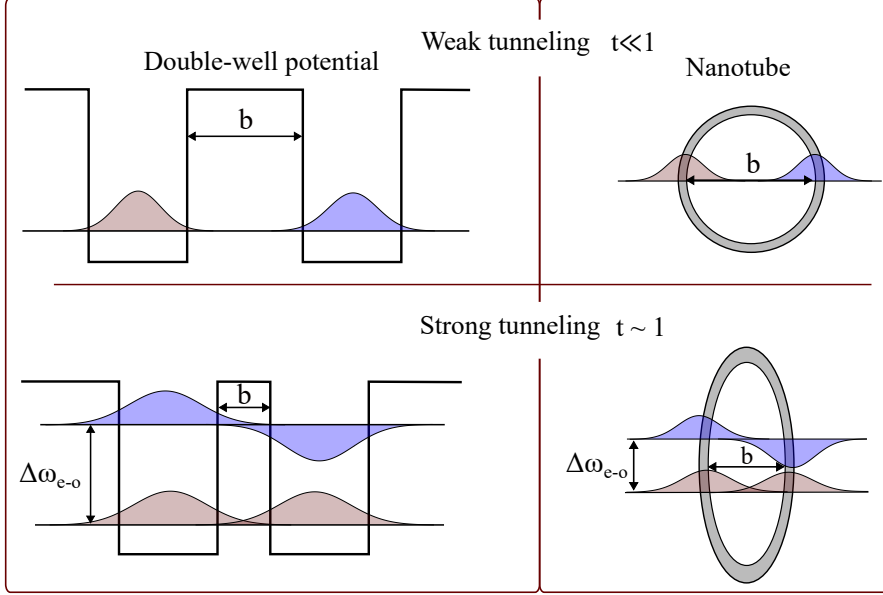 Weak tunneling t≪1
Double-well potential
Nanotube
b
b
Strong tunneling t ~ 1
b
Δωe-o
b
Δωe-o